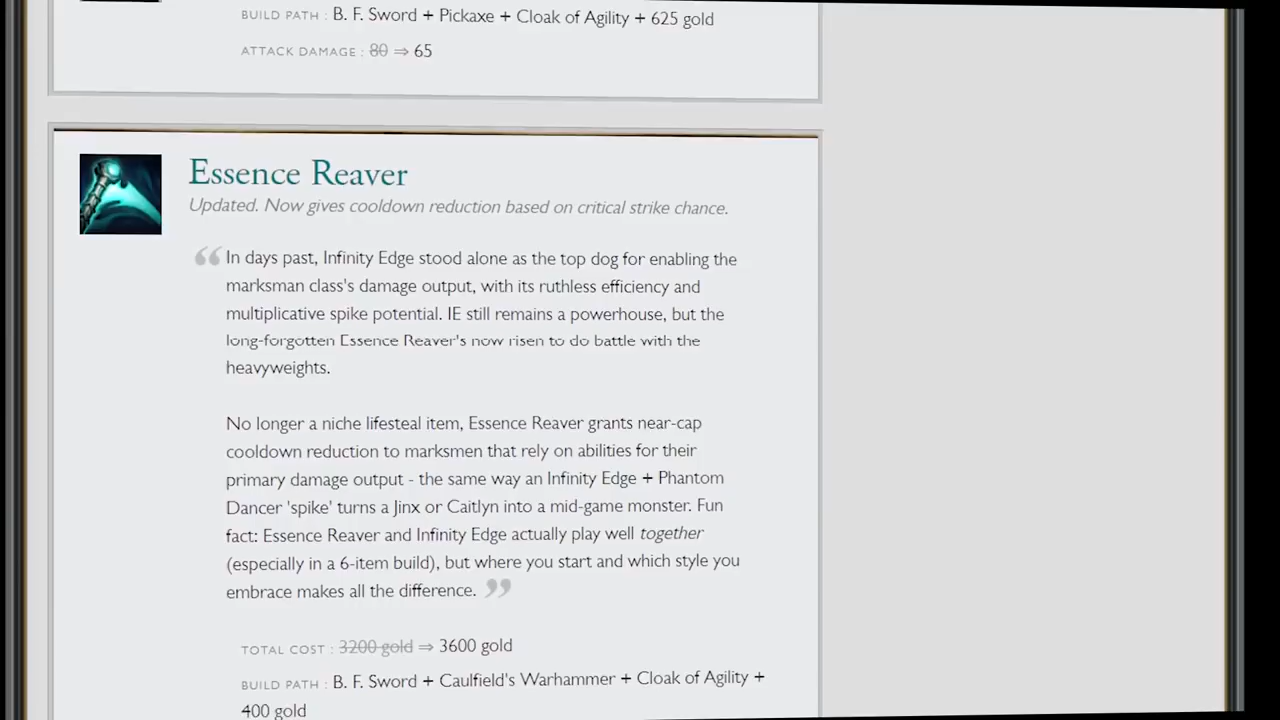 BUILD PATH : B. F. Sword + Pickaxe + Cloak of Agility + 625 gold
ATTACK DAMAGE : 80 ⇒ 65
Essence Reaver
Updated. Now gives cooldown reduction based on critical strike chance.
“ In days past, Infinity Edge stood alone as the top dog for enabling the
marksman class's damage output, with its ruthless efficiency and
multiplicative spike potential. IE still remains a powerhouse, but the
long-forgotten Essence Reaver's now risen to do battle with the
heavyweights.
No longer a niche lifesteal item, Essence Reaver grants near-cap
cooldown reduction to marksmen that rely on abilities for their
primary damage output - the same way an Infinity Edge + Phantom
Dancer 'spike' turns a Jinx or Caitlyn into a mid-game monster. Fun
fact: Essence Reaver and Infinity Edge actually play well together
(especially in a 6-item build), but where you start and which style you
embrace makes all the difference. ”
TOTAL COST : 3200 gold ⇒ 3600 gold
BUILD PATH : B. F. Sword + Caulfield's Warhammer + Cloak of Agility +
400 gold